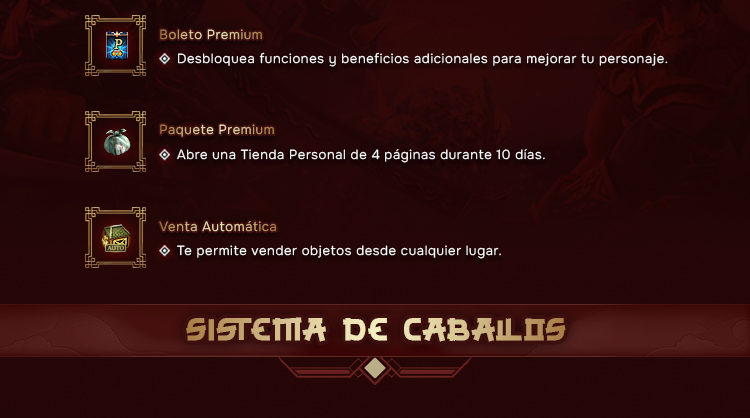 Boleto Premium
Desbloquea funciones y beneficios adicionales para mejorar tu personaje.
Paquete Premium
Abre una Tienda Personal de 4 páginas durante 10 días.
Venta Automática
AUTO
Te permite vender objetos desde cualquier lugar.
SISTEMA DE CABALLOS